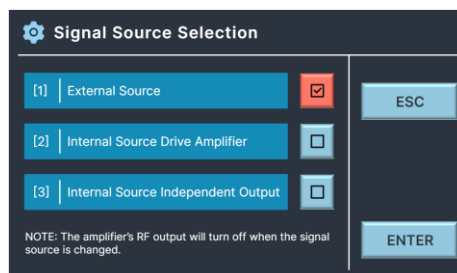 Signal Source Selection
[1] External Source
ESC
[2] Internal Source Drive Amplifier
[3] Internal Source Independent Output
NOTE: The amplifier's RF output will turn off when the signal
source is changed.
ENTER